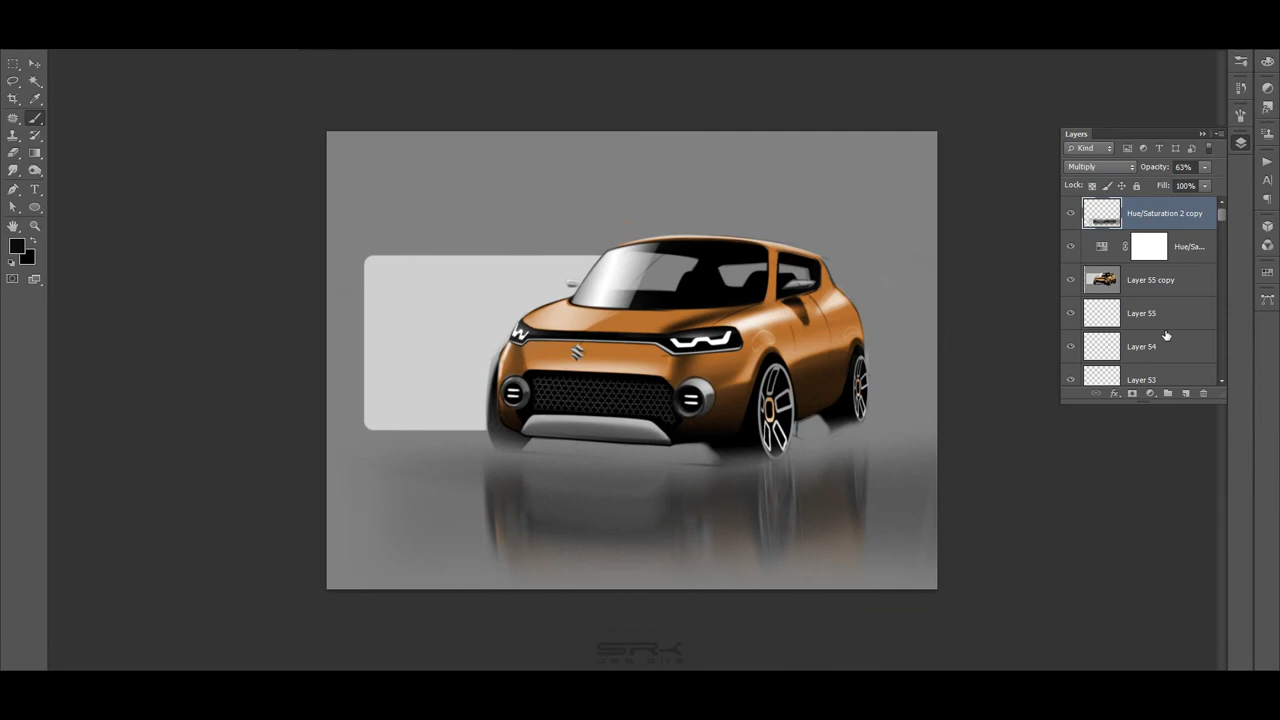 Layers
Kind
Multiply
Opacity: 63%
Lock:
Fill: 100%
Hue/Saturation 2 copy
Hue/Sa...
Layer 55 copy
Layer 55
Layer 54
Layer 53
SRK